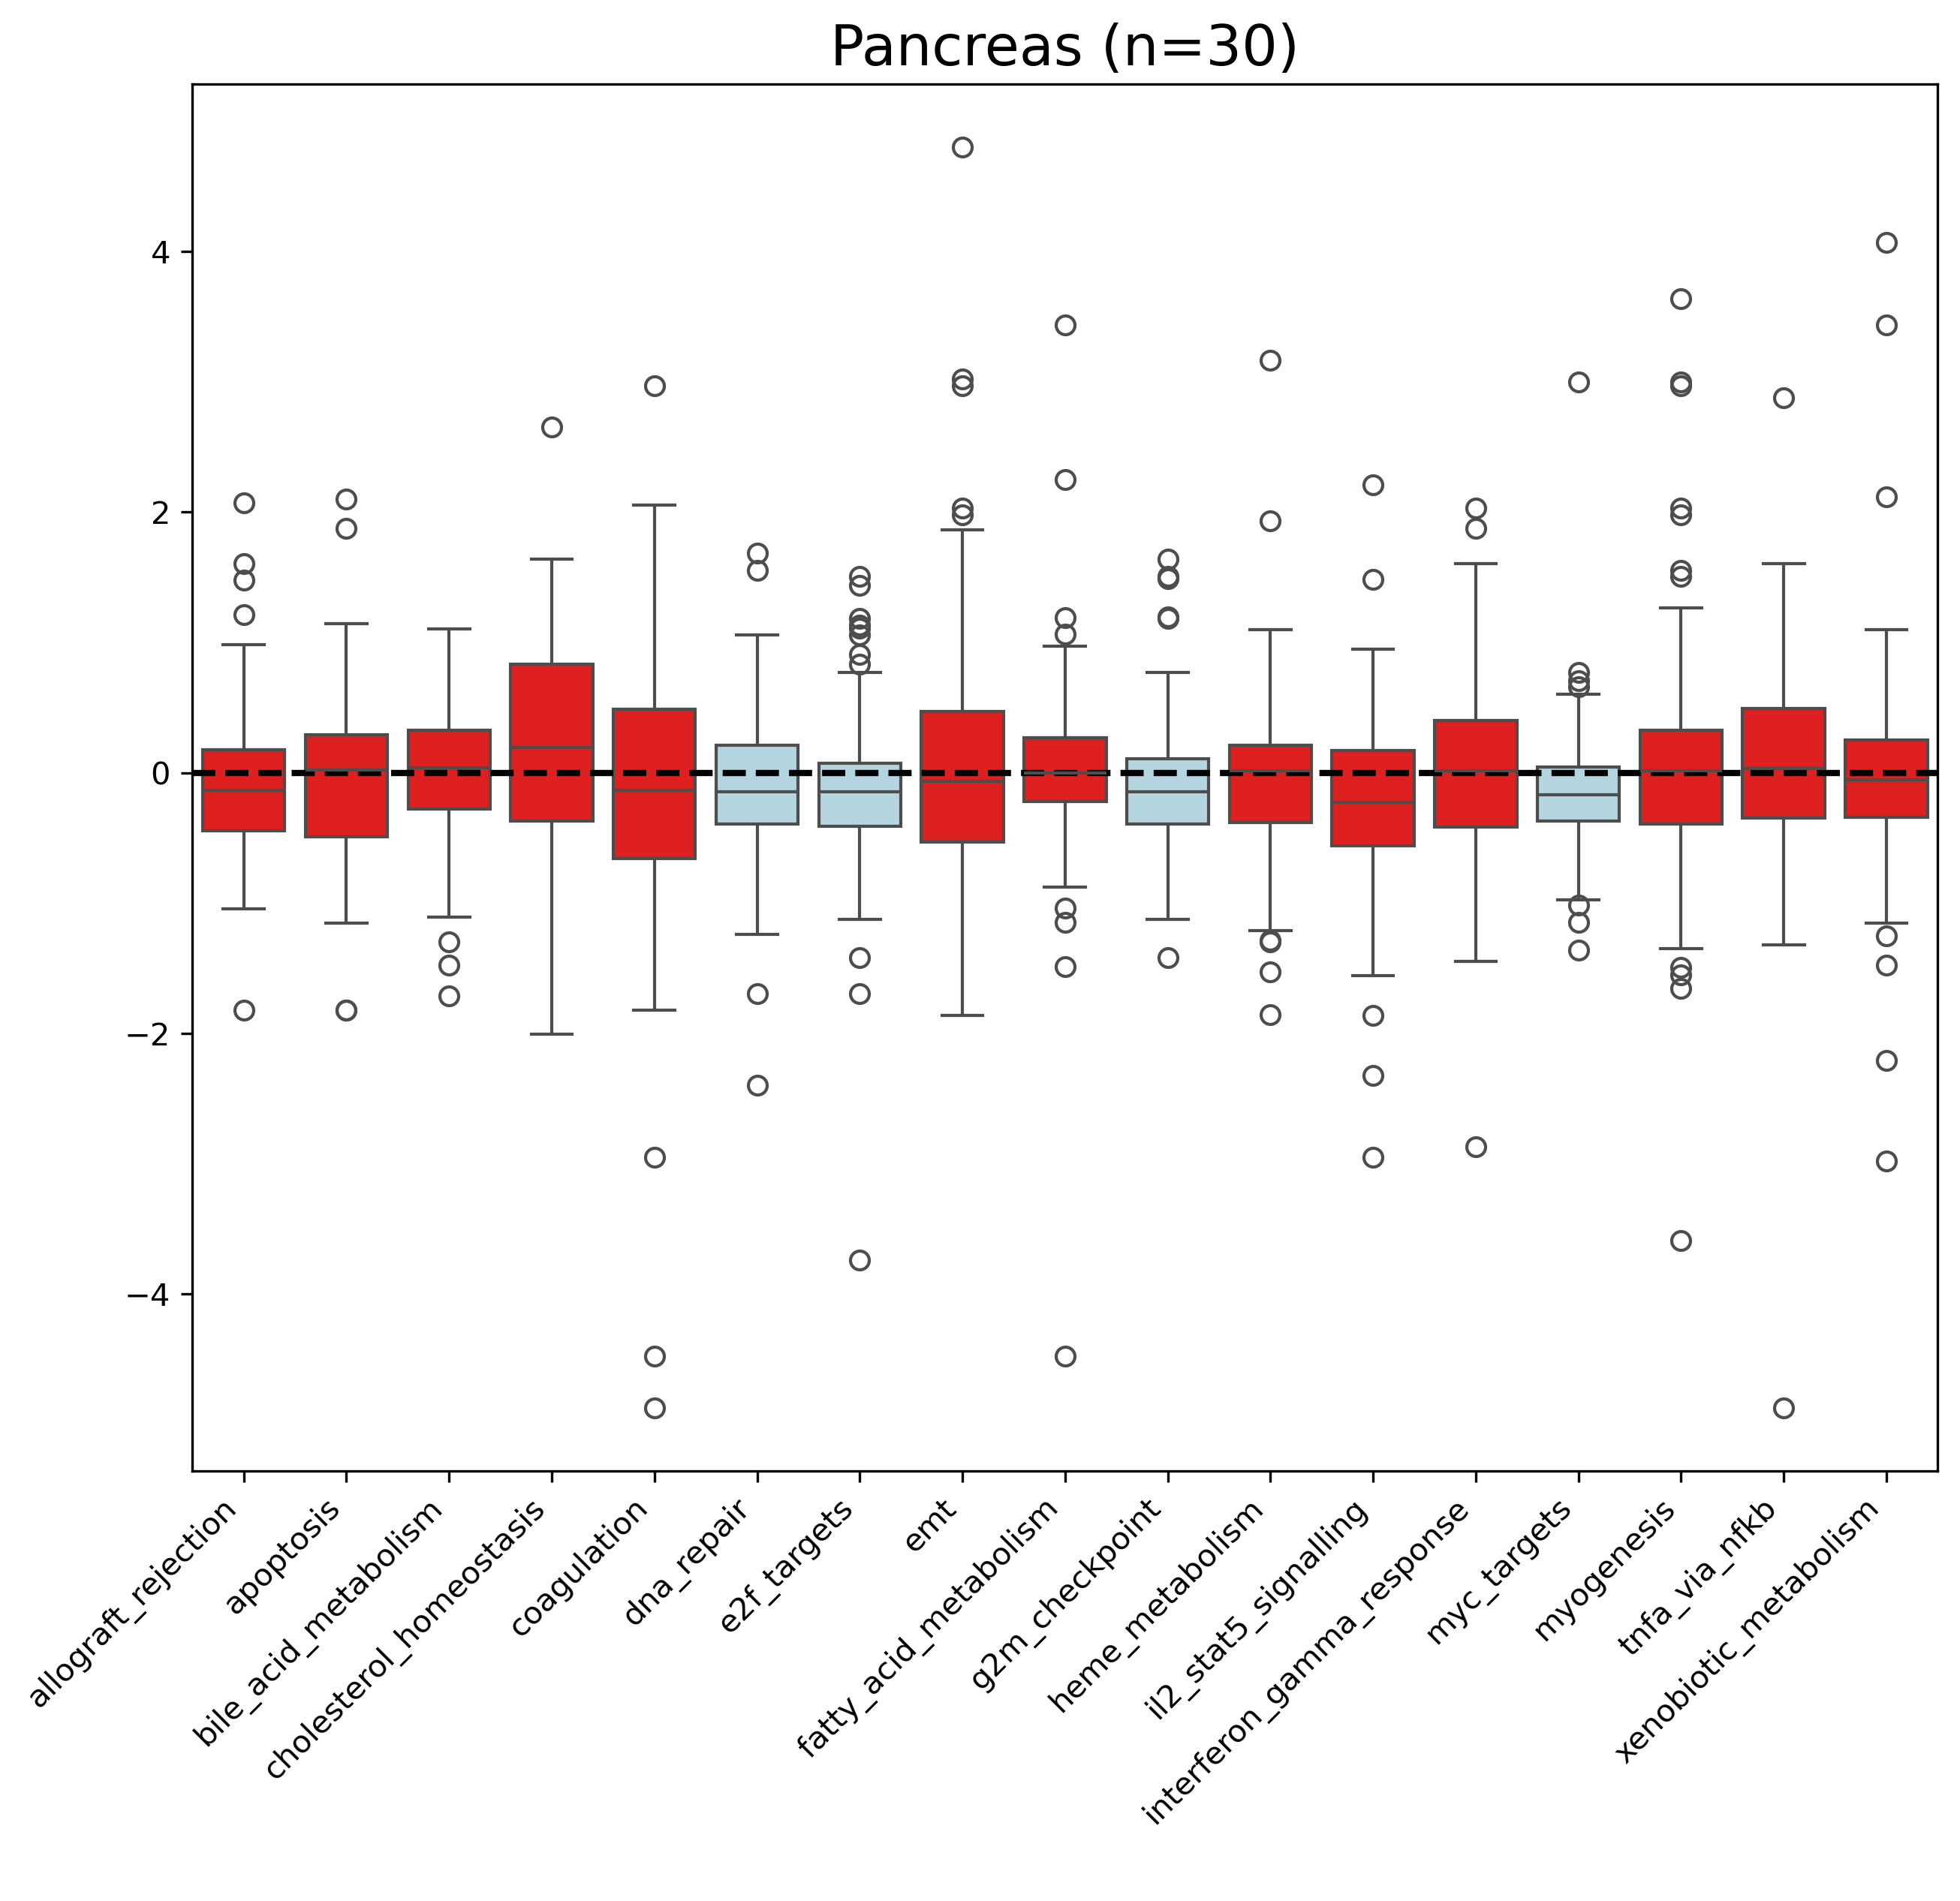 Pancreas (n=30)
4
2
0
−2
−4
allograft_rejection
apoptosis
bile_acid_metabolism
cholesterol_homeostasis
coagulation
dna_repair
e2f_targets
emt
fatty_acid_metabolism
g2m_checkpoint
heme_metabolism
il2_stat5_signalling
interferon_gamma_response
myc_targets
myogenesis
tnfa_via_nfkb
xenobiotic_metabolism